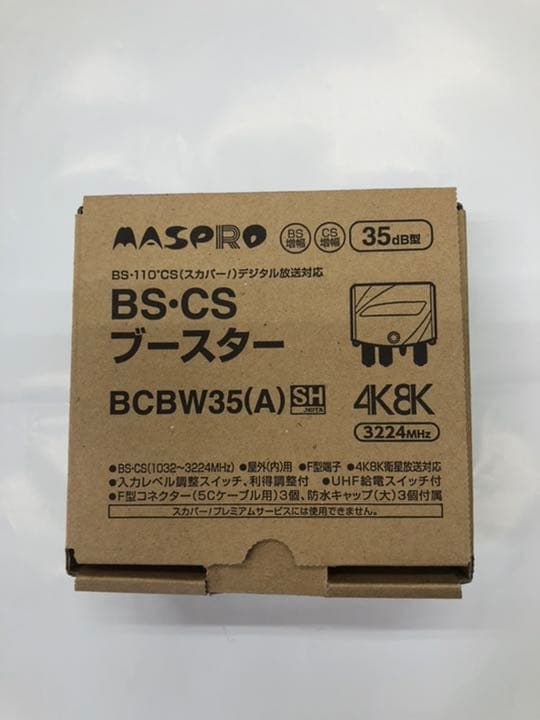 MASPRO BS増幅 CS増幅 35dB型
BS・110°CS(スカパー!)デジタル放送対応
BS・CS
ブースター
BCBW35(A) SH JEITA 4K8K
3224MHz
●BS・CS(1032〜3224MHz) ●屋外(内)用 ●F型端子 ●4K8K衛星放送対応
●入力レベル調整スイッチ、利得調整付 ●UHF給電スイッチ付
●F型コネクター(5Cケーブル用)3個、防水キャップ(大)3個付属
スカパー!プレミアムサービスには使用できません。